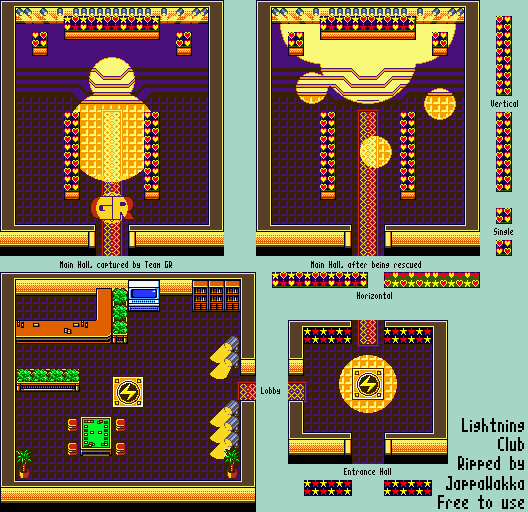 GR
Vertical
Single
Main Hall, captured by Team GR
Main Hall, after being rescued
Horizontal
Lobby
Entrance Hall
Lightning
Club
Ripped by
JappaWakka
Free to use